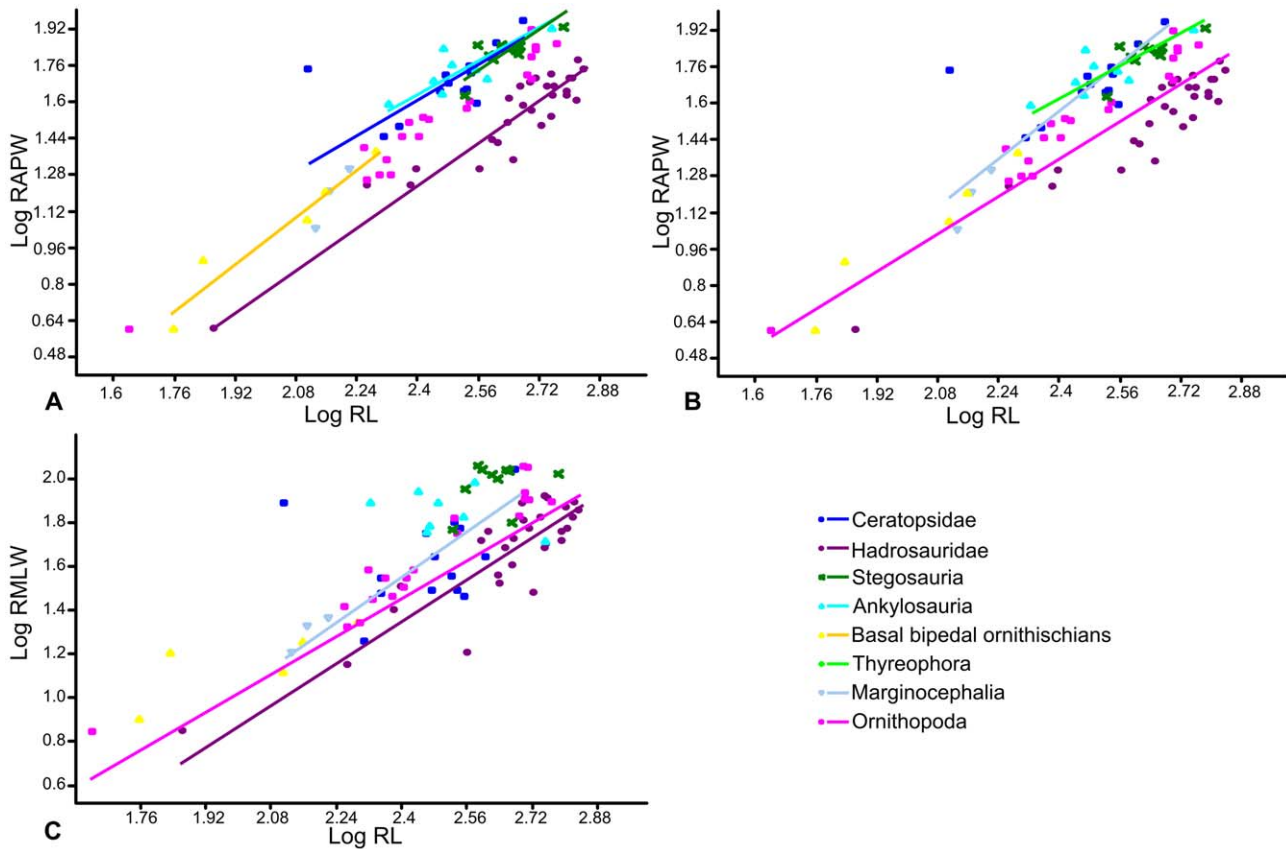 1.92
1.76
1.6
1.44
1.28
1.12
0.96
0.8
0.64
0.48
Log RAPW
1.6 1.76 1.92 2.08 2.24 2.4 2.56 2.72 2.88
A
Log RL
1.92
1.76
1.6
1.44
1.28
1.12
0.96
0.8
0.64
0.48
Log RAPW
1.6 1.76 1.92 2.08 2.24 2.4 2.56 2.72 2.88
B
Log RL
2.0
1.8
1.6
1.4
1.2
1.0
0.8
0.6
Log RMLW
1.76 1.92 2.08 2.24 2.4 2.56 2.72 2.88
C
Log RL
Ceratopsidae
Hadrosauridae
Stegosauria
Ankylosauria
Basal bipedal ornithischians
Thyreophora
Marginocephalia
Ornithopoda